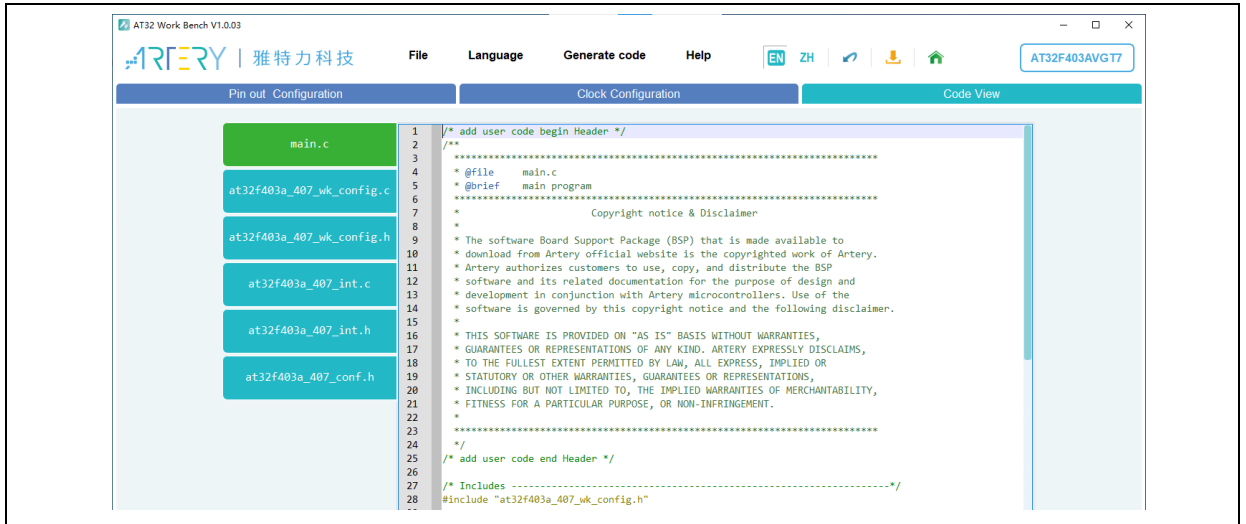 AT32 Work Bench V1.0.03
ARTERY 雅特力科技 File Language Generate code Help EN ZH AT32F403AVGT7
Pin out Configuration Clock Configuration Code View
main.c
at32f403a_407_wk_config.c
at32f403a_407_wk_config.h
at32f403a_407_int.c
at32f403a_407_int.h
at32f403a_407_conf.h
1 /* add user code begin Header */
2 /**
3 **************************************************************************
4 * @file main.c
5 * @brief main program
6 **************************************************************************
7 * Copyright notice & Disclaimer
8 *
9 * The software Board Support Package (BSP) that is made available to
10 * download from Artery official website is the copyrighted work of Artery.
11 * Artery authorizes customers to use, copy, and distribute the BSP
12 * software and its related documentation for the purpose of design and
13 * development in conjunction with Artery microcontrollers. Use of the
14 * software is governed by this copyright notice and the following disclaimer.
15 *
16 * THIS SOFTWARE IS PROVIDED ON "AS IS" BASIS WITHOUT WARRANTIES,
17 * GUARANTEES OR REPRESENTATIONS OF ANY KIND. ARTERY EXPRESSLY DISCLAIMS,
18 * TO THE FULLEST EXTENT PERMITTED BY LAW, ALL EXPRESS, IMPLIED OR
19 * STATUTORY OR OTHER WARRANTIES, GUARANTEES OR REPRESENTATIONS,
20 * INCLUDING BUT NOT LIMITED TO, THE IMPLIED WARRANTIES OF MERCHANTABILITY,
21 * FITNESS FOR A PARTICULAR PURPOSE, OR NON-INFRINGEMENT.
22 *
23 **************************************************************************
24 */
25 /* add user code end Header */
26
27 /* Includes ------------------------------------------------------------------*/
28 #include "at32f403a_407_wk_config.h"